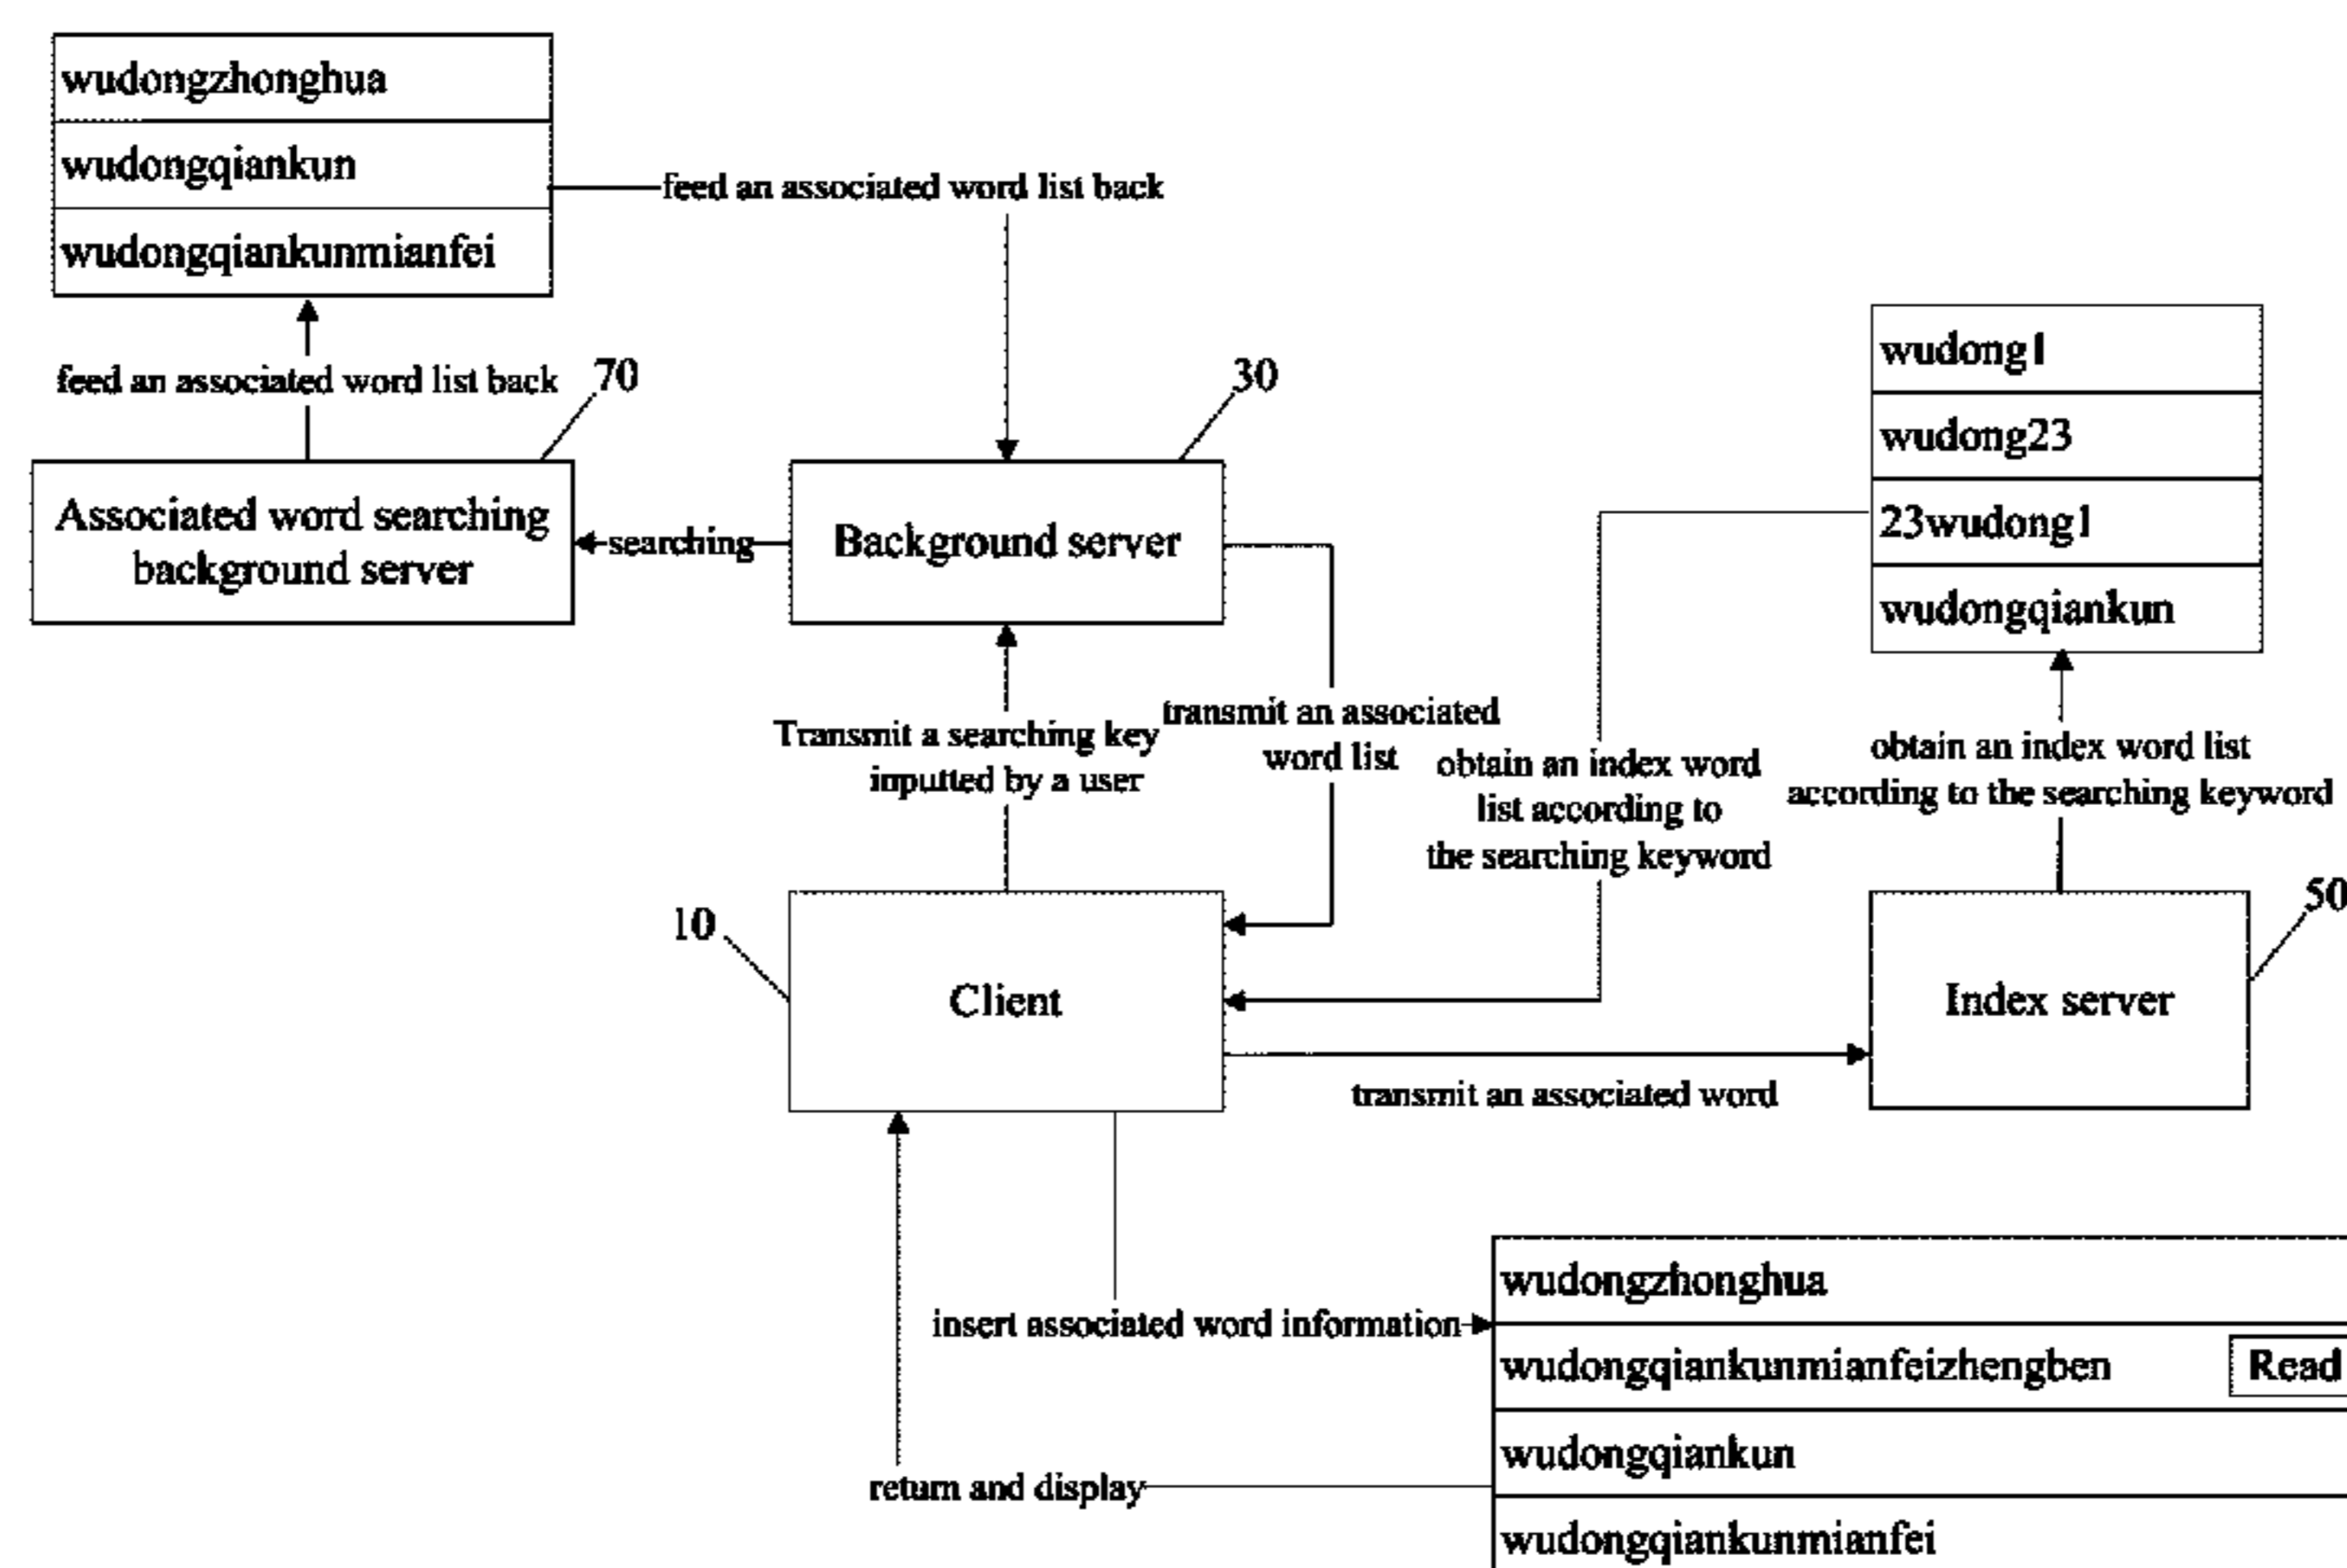 wudongzhonghua
wudongqiankun
wudongqiankunmianfei
feed an associated word list back
feed an associated word list back
70
30
Associated word searching
background server
searching
Background server
wudong1
wudong23
23wudong1
wudongqiankun
Transmit a searching key
inputted by a user
transmit an associated
word list
obtain an index word
list according to
the searching keyword
obtain an index word list
according to the searching keyword
10
Client
50
Index server
transmit an associated word
insert associated word information
wudongzhonghua
wudongqiankunmianfeizhengben
Read
wudongqiankun
return and display
wudongqiankunmianfei